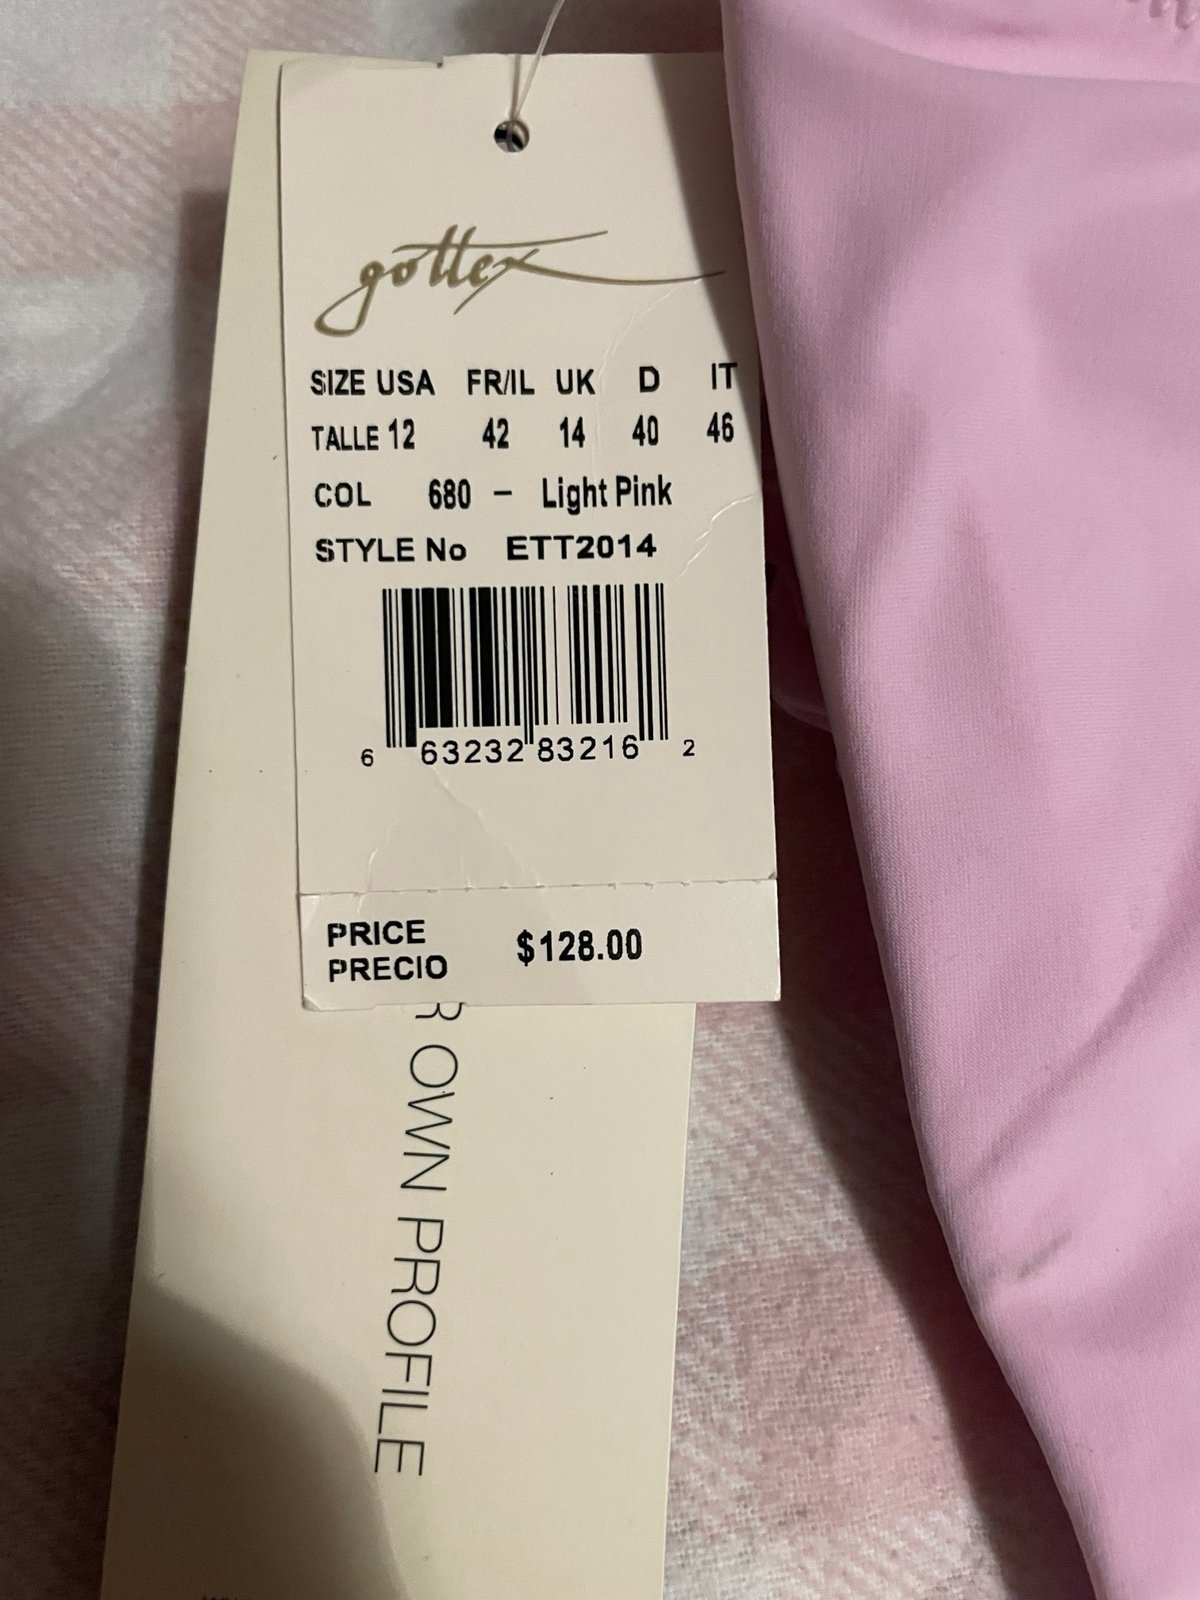 gottex
SIZE USA FR/IL UK D IT
TALLE 12 42 14 40 46
COL 680 - Light Pink
STYLE No ETT2014
6 63232 83216 2
PRICE $128.00
PRECIO
R OWN PROFILE